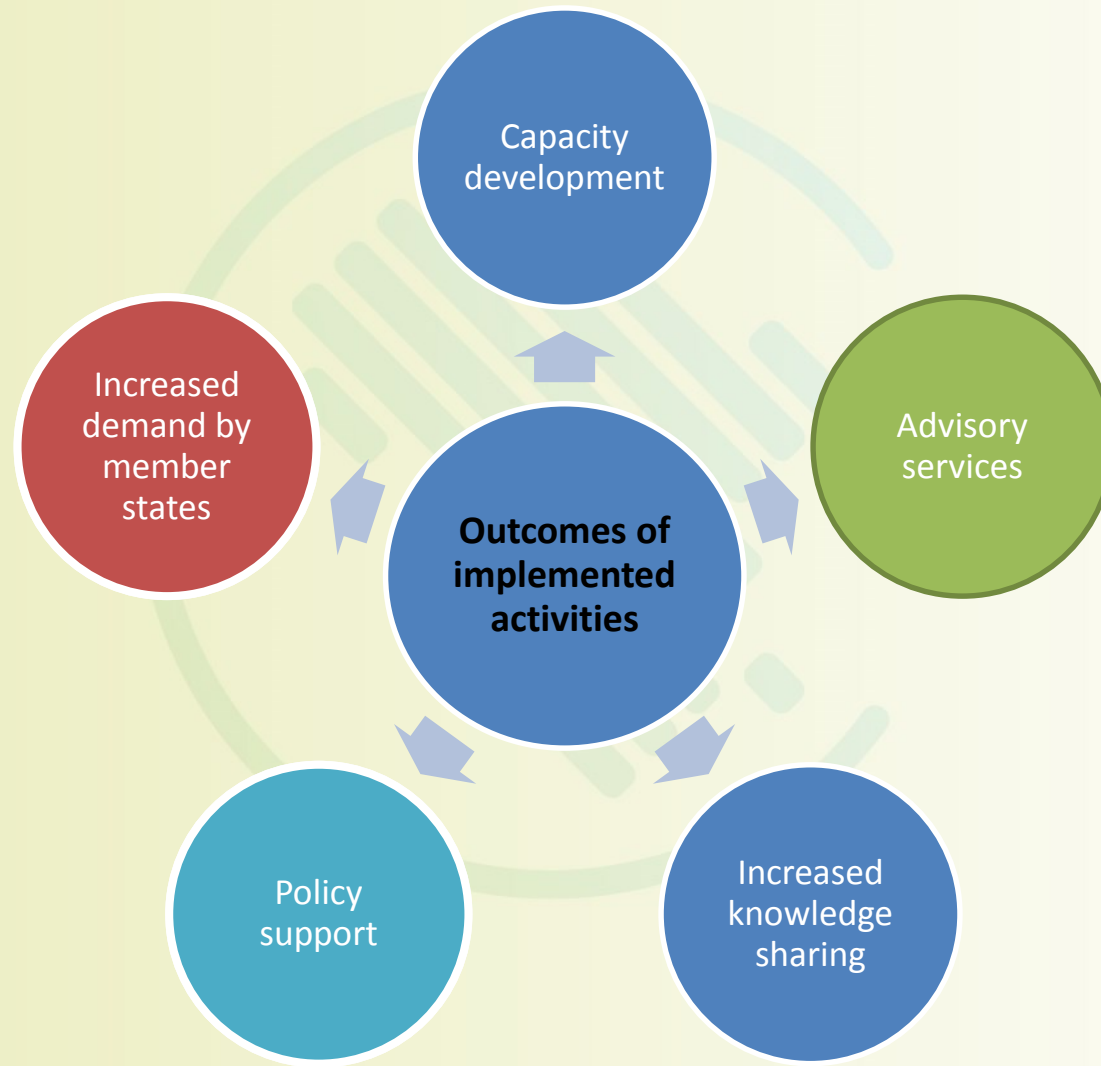 Capacity
development
Increased
demand by
member
states
Advisory
services
Outcomes of
implemented
activities
Policy
support
Increased
knowledge
sharing